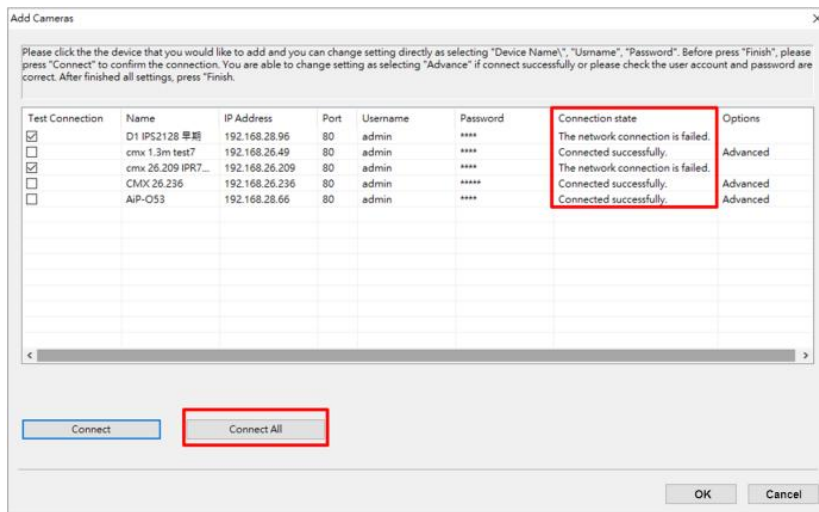 Add Cameras
Please click the the device that you would like to add and you can change setting directly as selecting "Device Name\", "Usrname", "Password". Before press "Finish", please
press "Connect" to confirm the connection. You are able to change setting as selecting "Advance" if connect successfully or please check the user account and password are
correct. After finished all settings, press "Finish.
Test Connection Name IP Address Port Username Password Connection state Options
D1 IPS2128 早期 192.168.28.96 80 admin **** The network connection is failed.
cmx 1.3m test7 192.168.26.49 80 admin **** Connected successfully. Advanced
cmx 26.209 IPR7... 192.168.26.209 80 admin **** The network connection is failed.
CMX 26.236 192.168.26.236 80 admin ***** Connected successfully. Advanced
AiP-O53 192.168.28.66 80 admin **** Connected successfully. Advanced
Connect Connect All
OK Cancel